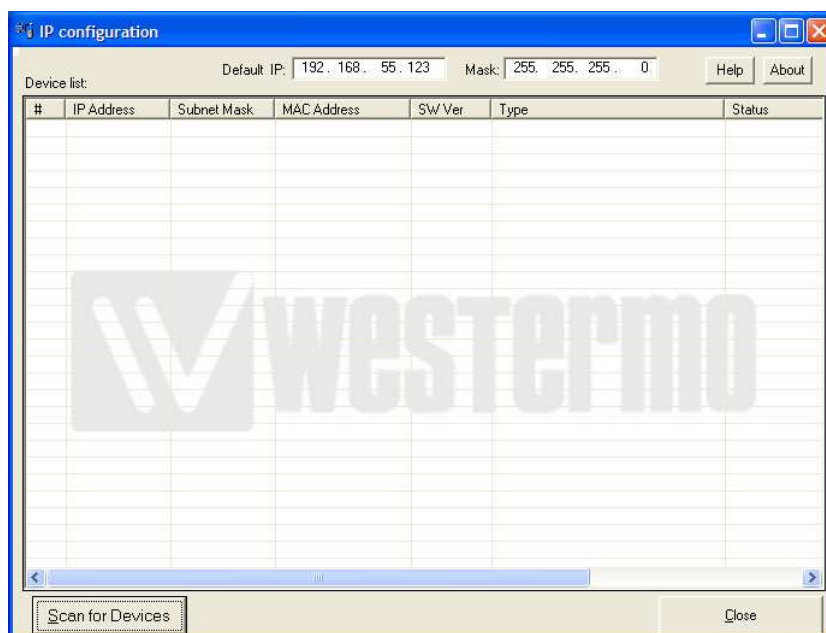 IP configuration
Default IP: 192. 168. 55. 123 Mask: 255. 255. 255. 0 Help About
Device list:
# IP Address Subnet Mask MAC Address SW Ver Type Status
westermo
Scan for Devices Close